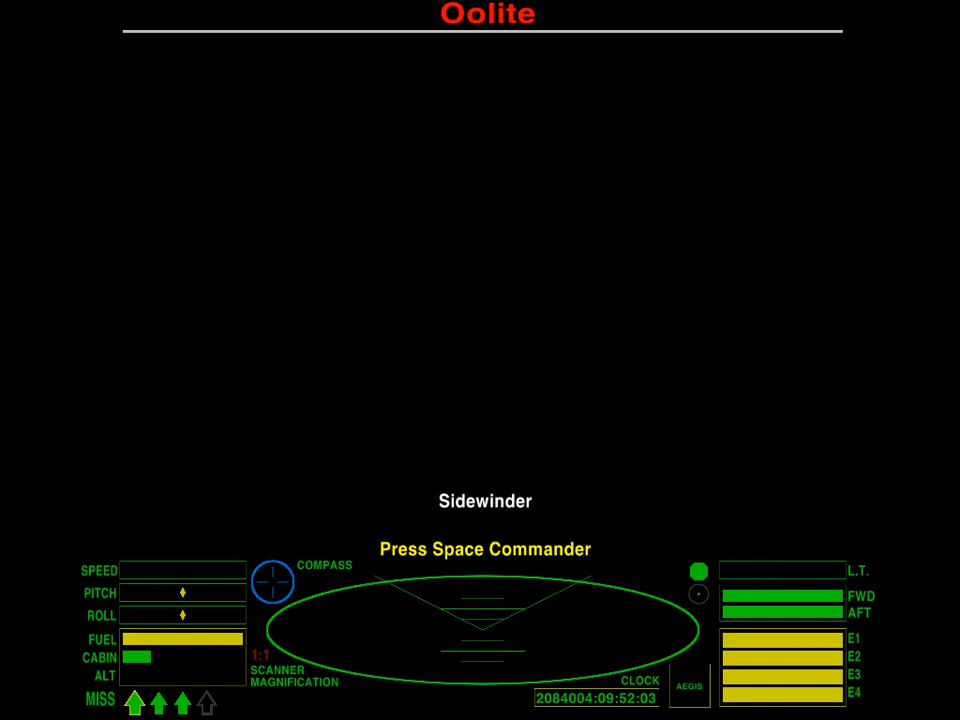 Oolite
Sidewinder
Press Space Commander
SPEED
PITCH
ROLL
FUEL
CABIN
ALT
MISS
COMPASS
1:1
SCANNER
MAGNIFICATION
CLOCK
2084004:09:52:03
AEGIS
L.T.
FWD
AFT
E1
E2
E3
E4